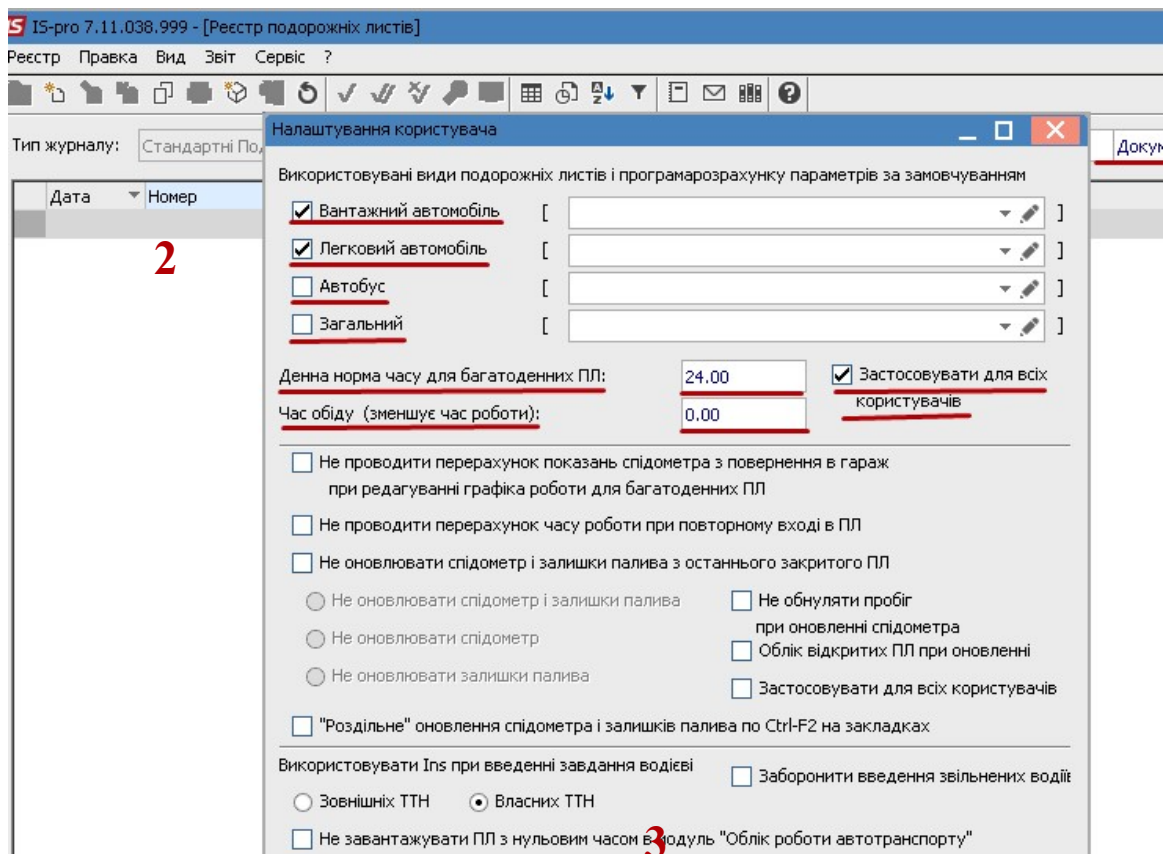 IS IS-pro 7.11.038.999 - [Реєстр подорожніх листів]
Реєстр Правка Вид Звіт Сервіс ?
Тип журналу: Стандартні По
Докум
Дата Номер
2
Налаштування користувача
Використовувані види подорожніх листів і програмарозрахунку параметрів за замовчуванням
Вантажний автомобіль [ ]
Легковий автомобіль [ ]
Автобус [ ]
Загальний [ ]
Денна норма часу для багатоденних ПЛ: 24.00 Застосовувати для всіх
користувачів
Час обіду (зменшує час роботи): 0.00
Не проводити перерахунок показань спідометра з повернення в гараж
при редагуванні графіка роботи для багатоденних ПЛ
Не проводити перерахунок часу роботи при повторному вході в ПЛ
Не оновлювати спідометр і залишки палива з останнього закритого ПЛ
Не оновлювати спідометр і залишки палива Не обнуляти пробіг
при оновленні спідометра
Не оновлювати спідометр Облік відкритих ПЛ при оновленні
Не оновлювати залишки палива Застосовувати для всіх користувачів
"Роздільне" оновлення спідометра і залишків палива по Ctrl-F2 на закладках
Використовувати Ins при введенні завдання водієві Заборонити введення звільнених водіїв
Зовнішніх ТТН Власних ТТН
Не завантажувати ПЛ з нульовим часом в модуль "Облік роботи автотранспорту"
3